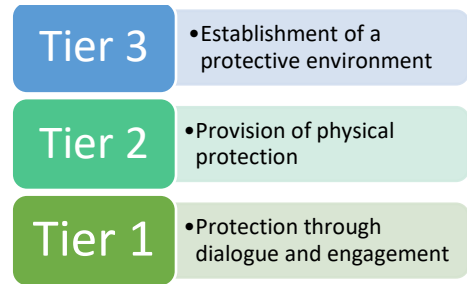 Tier 3
•Establishment of a
protective environment
Tier 2
•Provision of physical
protection
Tier 1
•Protection through
dialogue and engagement